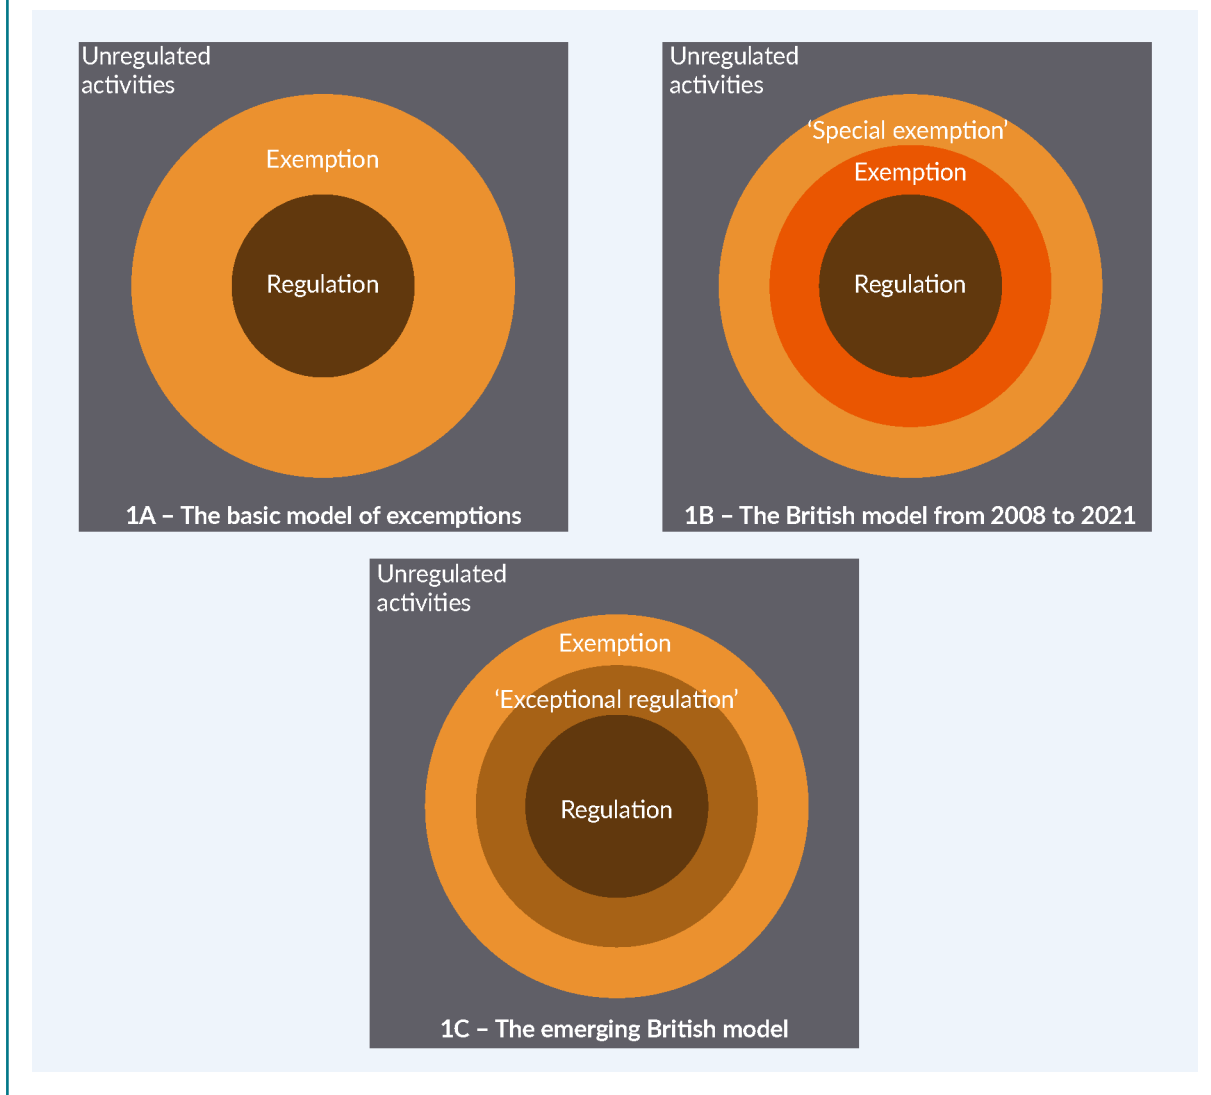 Unregulated
activities
Exemption
Regulation
1A – The basic model of excemptions
Unregulated
activities
‘Special exemption’
Exemption
Regulation
1B – The British model from 2008 to 2021
Unregulated
activities
Exemption
‘Exceptional regulation’
Regulation
1C – The emerging British model